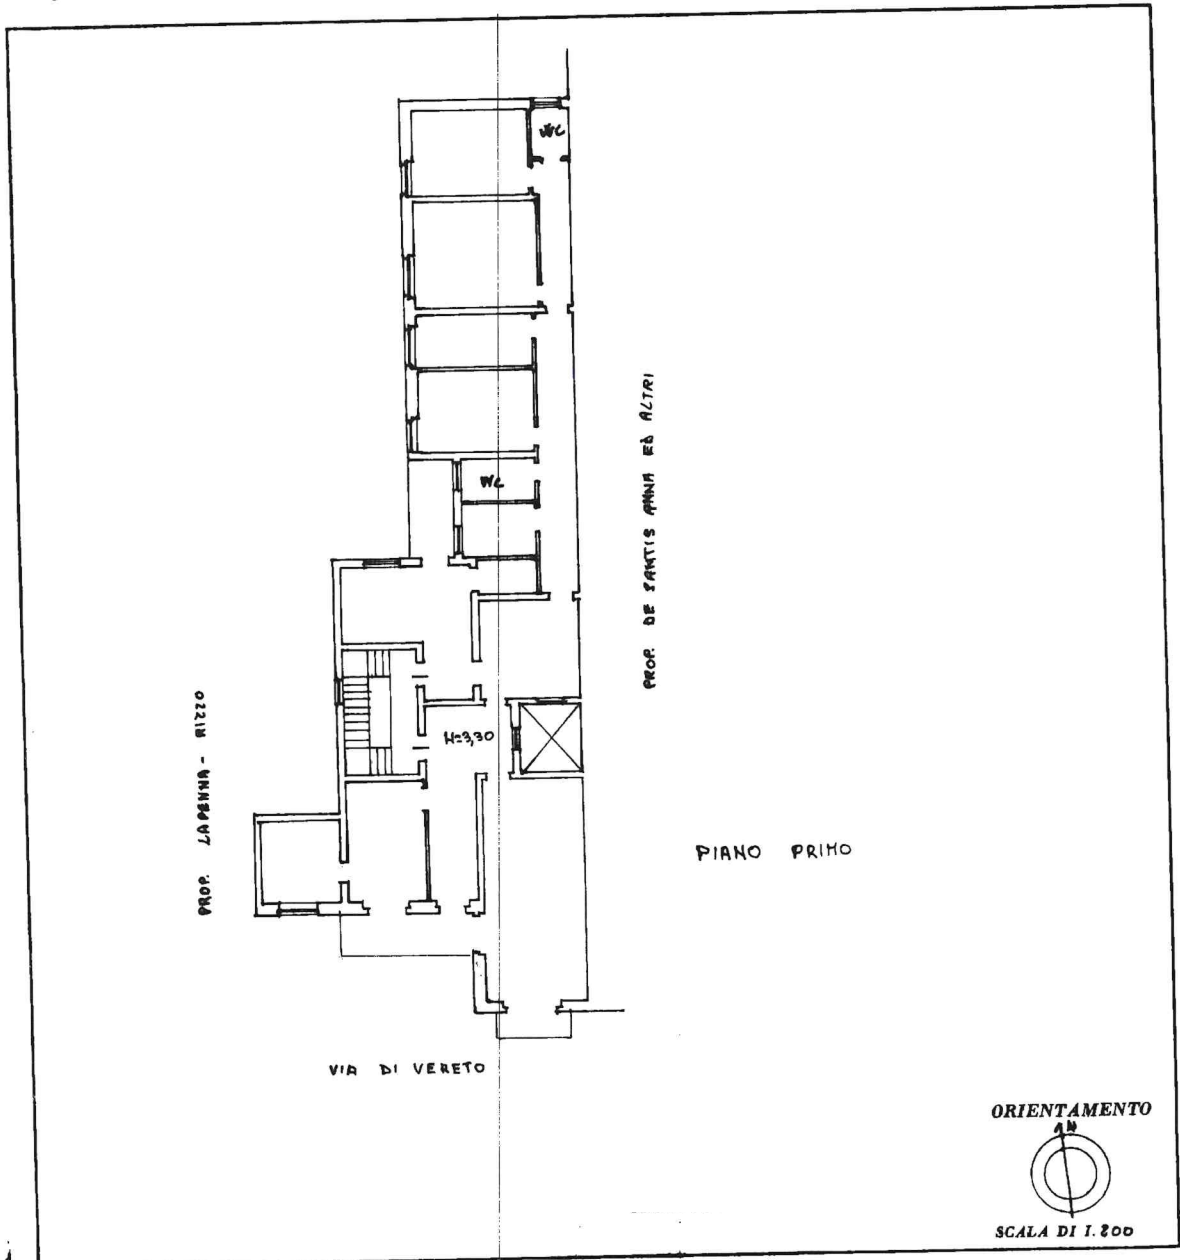 WC
PROP. DE SANTIS ANNA ED ALTRI
WC
PROP. LAPENNA - RIZZO
H=3,30
PIANO PRIMO
VIA DI VERETO
ORIENTAMENTO
N
SCALA DI 1.200